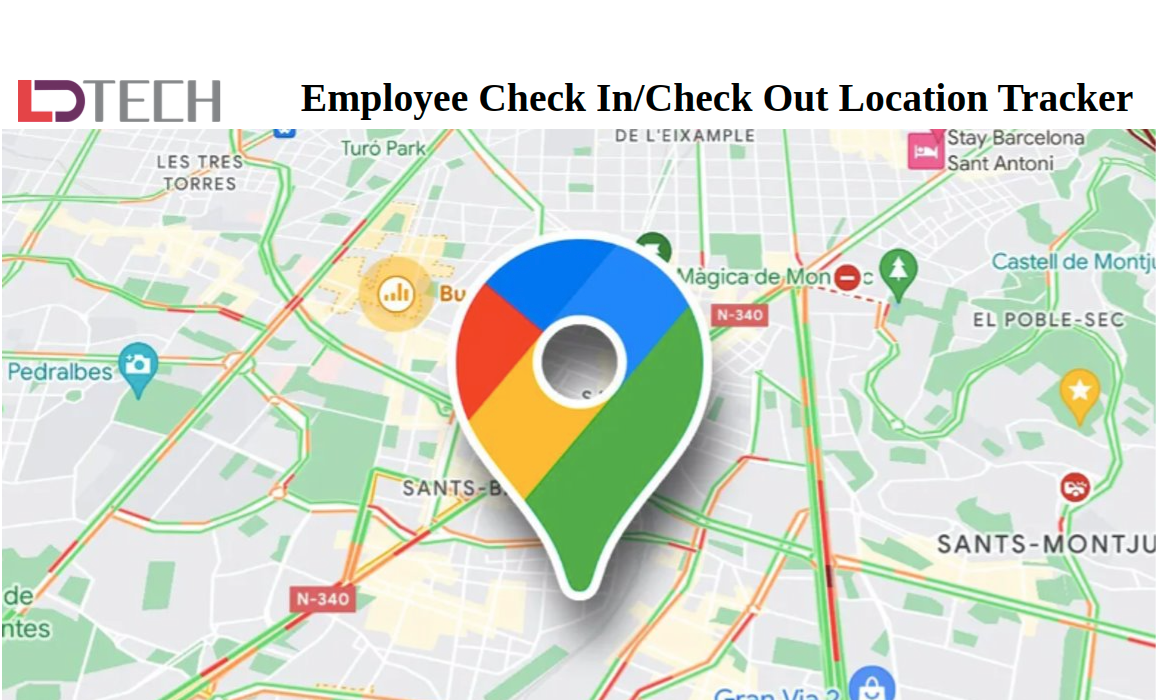 LDTECH
Employee Check In/Check Out Location Tracker
DE L'EIXAMPLE
Stay Barcelona
Sant Antoni
Turó Park
LES TRES
TORRES
Màgica de Mon
c
Castell de Montju
Bu
N-340
EL POBLE-SEC
Pedralbes
SANTS-B
SANTS-MONTJU
N-340
de
ntes
Gran Via 2